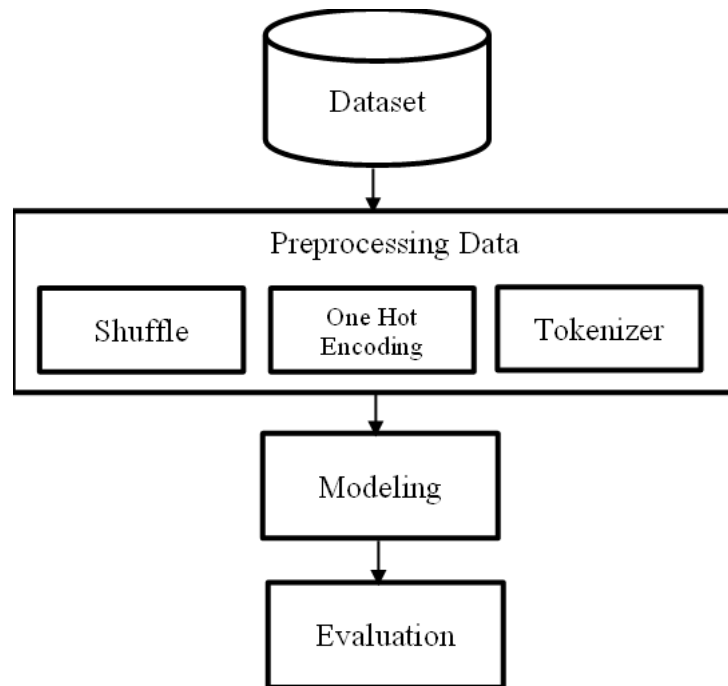 Dataset
Preprocessing Data
Shuffle
One Hot
Encoding
Tokenizer
Modeling
Evaluation